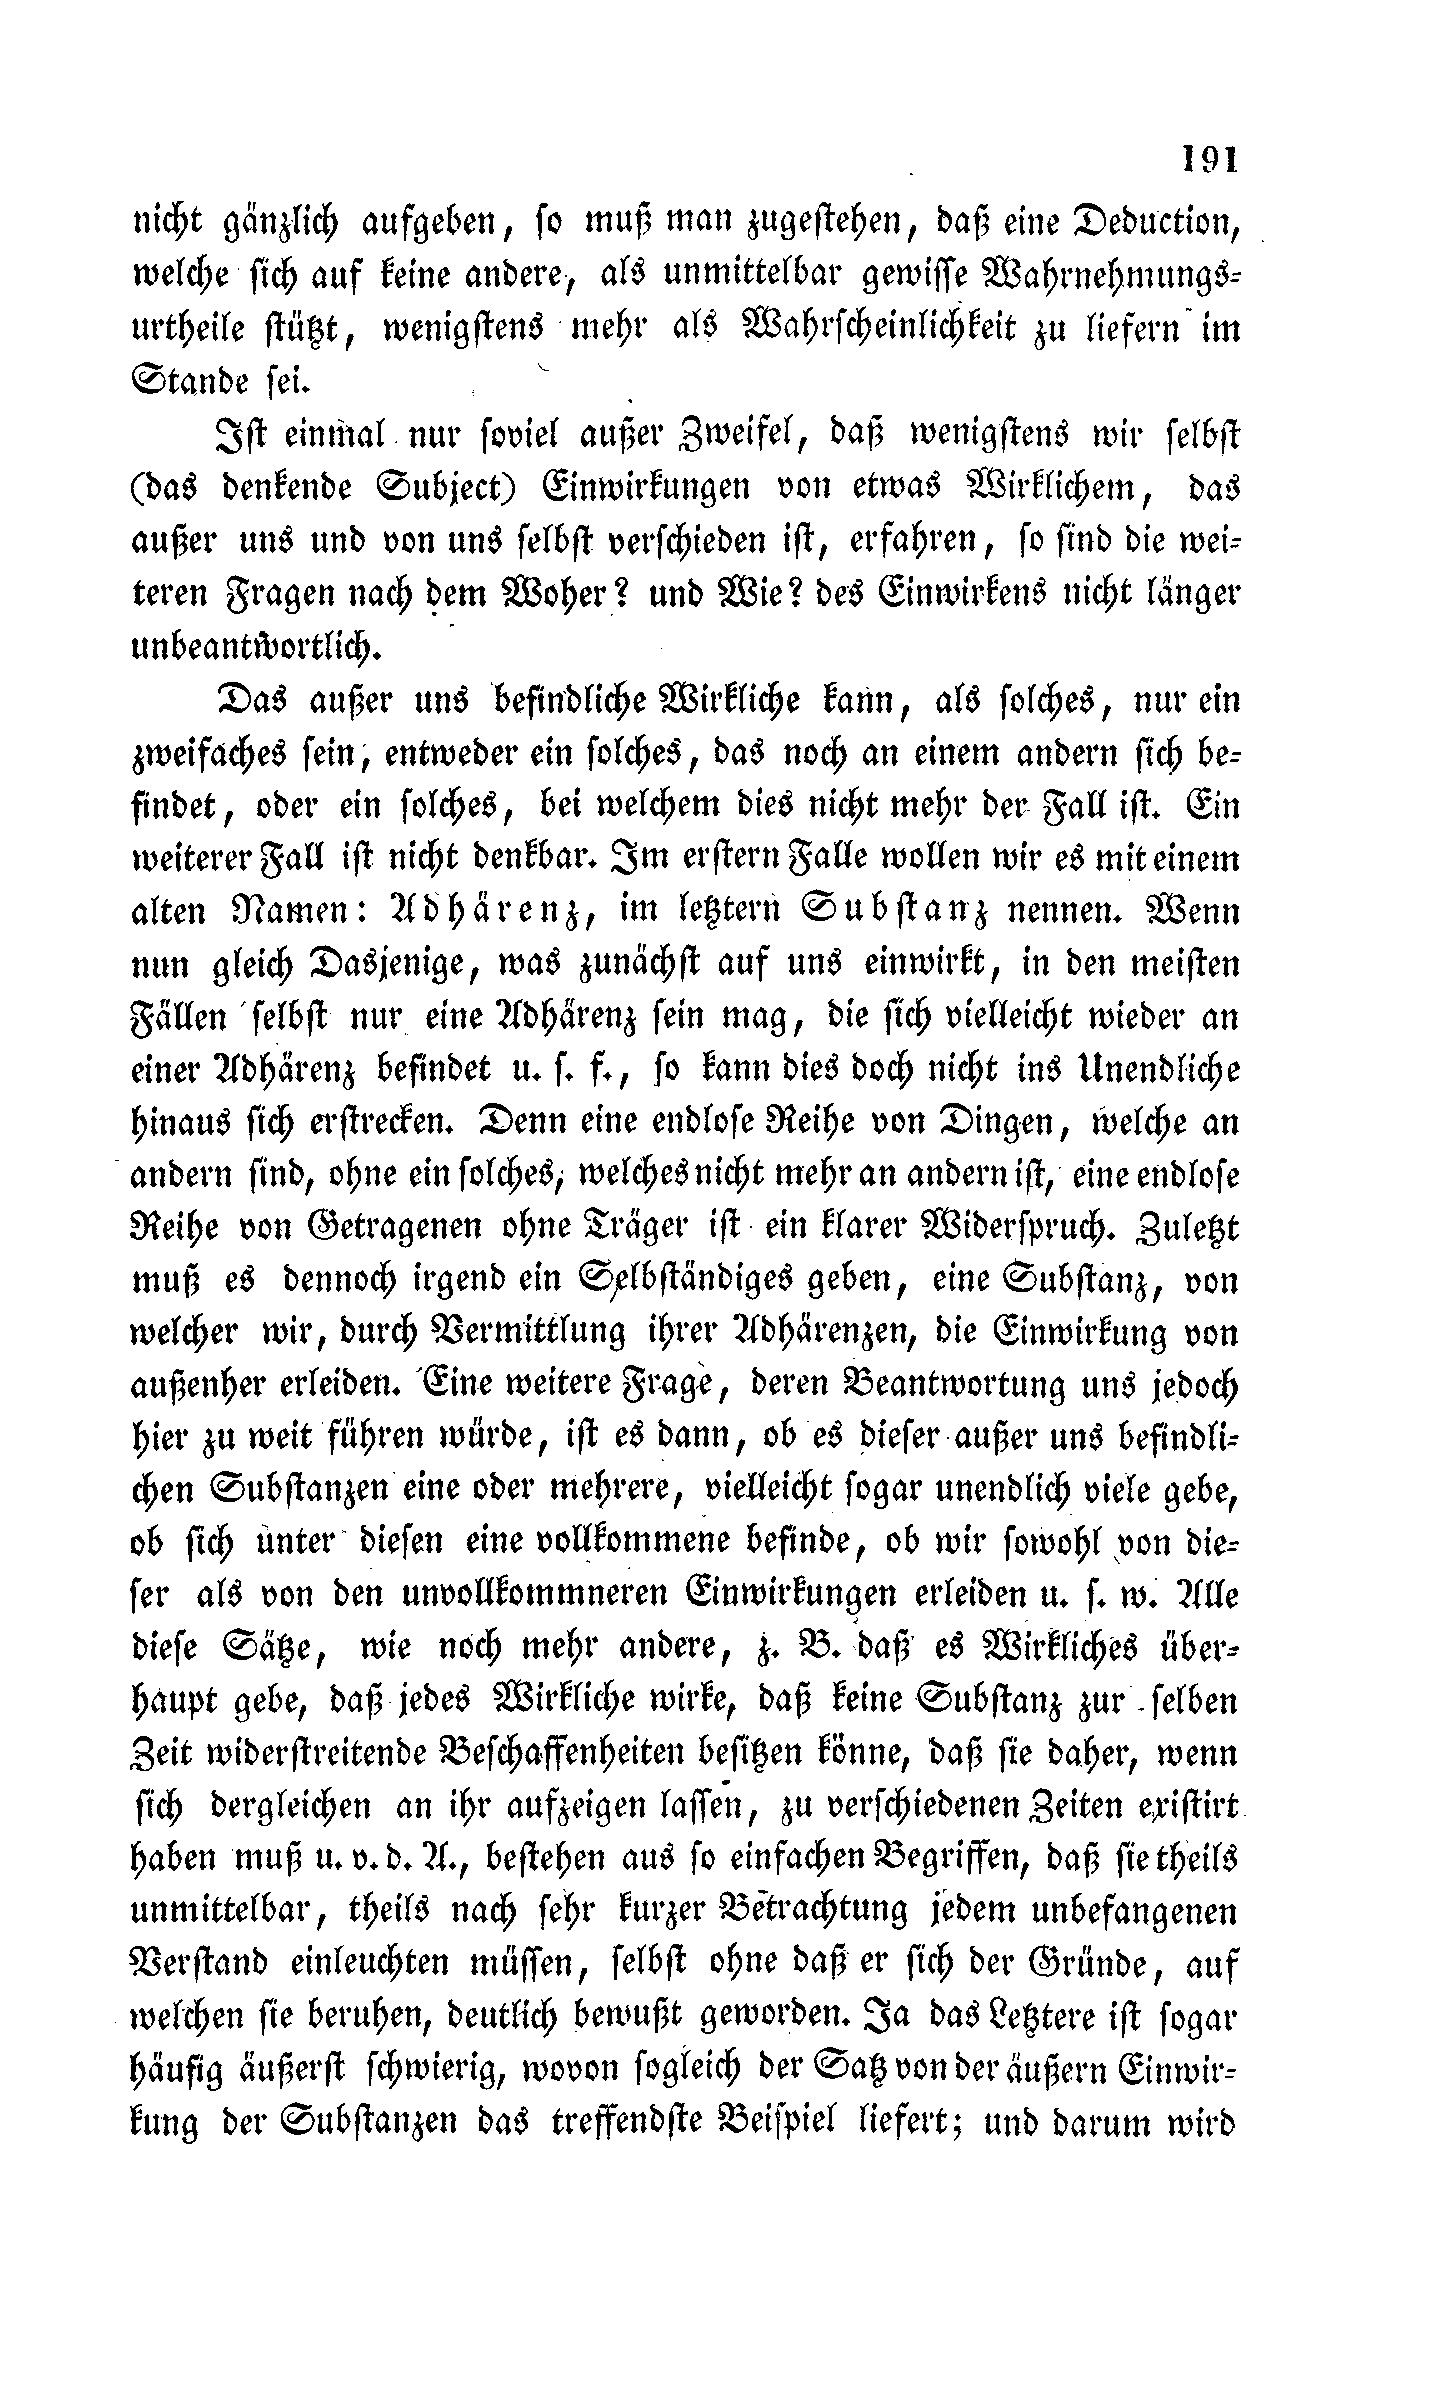 191
nicht gänzlich aufgeben, so muß man zugestehen, daß eine Deduction,
welche sich auf keine andere, als unmittelbar gewisse Wahrnehmungs-
urtheile stützt, wenigstens mehr als Wahrscheinlichkeit zu liefern im
Stande sei.
Ist einmal nur soviel außer Zweifel, daß wenigstens wir selbst
(das denkende Subject) Einwirkungen von etwas Wirklichem, das
außer uns und von uns selbst verschieden ist, erfahren, so sind die wei-
teren Fragen nach dem Woher? und Wie? des Einwirkens nicht länger
unbeantwortlich.
Das außer uns befindliche Wirkliche kann, als solches, nur ein
zweifaches sein, entweder ein solches, das noch an einem andern sich be-
findet, oder ein solches, bei welchem dies nicht mehr der Fall ist. Ein
weiterer Fall ist nicht denkbar. Im erstern Falle wollen wir es mit einem
alten Namen: Adhärenz, im letztern Substanz nennen. Wenn
nun gleich Dasjenige, was zunächst auf uns einwirkt, in den meisten
Fällen selbst nur eine Adhärenz sein mag, die sich vielleicht wieder an
einer Adhärenz befindet u. s. f., so kann dies doch nicht ins Unendliche
hinaus sich erstrecken. Denn eine endlose Reihe von Dingen, welche an
andern sind, ohne ein solches, welches nicht mehr an andern ist, eine endlose
Reihe von Getragenen ohne Träger ist ein klarer Widerspruch. Zuletzt
muß es dennoch irgend ein Selbständiges geben, eine Substanz, von
welcher wir, durch Vermittlung ihrer Adhärenzen, die Einwirkung von
außenher erleiden. Eine weitere Frage, deren Beantwortung uns jedoch
hier zu weit führen würde, ist es dann, ob es dieser außer uns befindli-
chen Substanzen eine oder mehrere, vielleicht sogar unendlich viele gebe,
ob sich unter diesen eine vollkommene befinde, ob wir sowohl von die-
ser als von den unvollkommneren Einwirkungen erleiden u. s. w. Alle
diese Sätze, wie noch mehr andere, z. B. daß es Wirkliches über-
haupt gebe, daß jedes Wirkliche wirke, daß keine Substanz zur selben
Zeit widerstreitende Beschaffenheiten besitzen könne, daß sie daher, wenn
sich dergleichen an ihr aufzeigen lassen, zu verschiedenen Zeiten existirt
haben muß u. v. d. A., bestehen aus so einfachen Begriffen, daß sie theils
unmittelbar, theils nach sehr kurzer Betrachtung jedem unbefangenen
Verstand einleuchten müssen, selbst ohne daß er sich der Gründe, auf
welchen sie beruhen, deutlich bewußt geworden. Ja das Letztere ist sogar
häufig äußerst schwierig, wovon sogleich der Satz von der äußern Einwir-
kung der Substanzen das treffendste Beispiel liefert; und darum wird